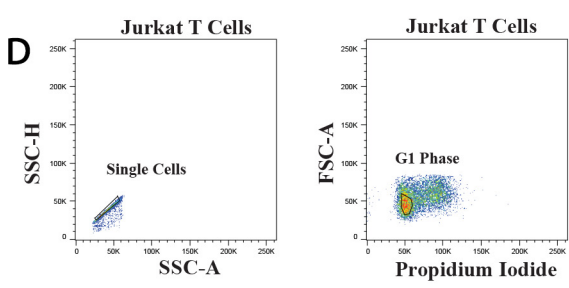 D
Jurkat T Cells
250K
200K
150K
100K
50K
0
SSC-H
Single Cells
0 50K 100K 150K 200K 250K
SSC-A
Jurkat T Cells
250K
200K
150K
100K
50K
0
FSC-A
G1 Phase
0 50K 100K 150K 200K 250K
Propidium Iodide